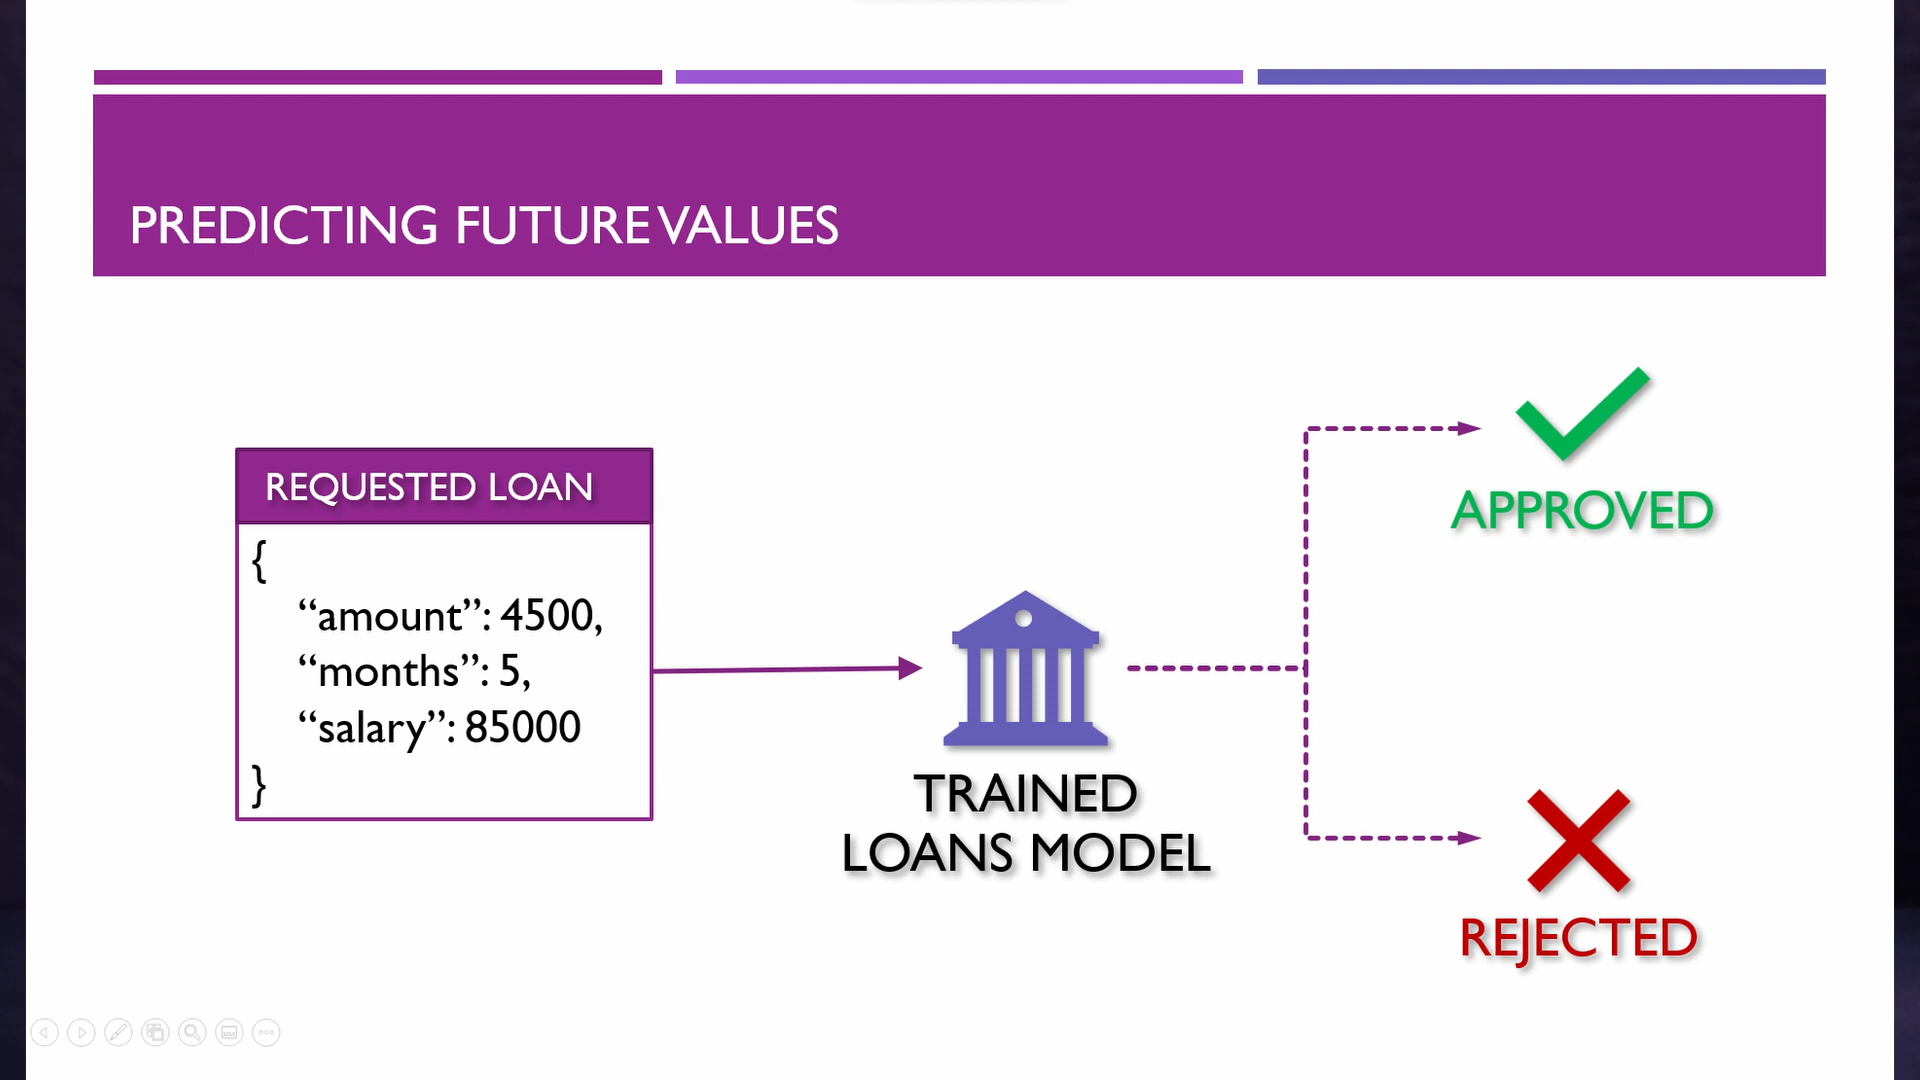 PREDICTING FUTURE VALUES
REQUESTED LOAN
{
“amount”: 4500,
“months”: 5,
“salary”: 85000
}
TRAINED
LOANS MODEL
APPROVED
REJECTED